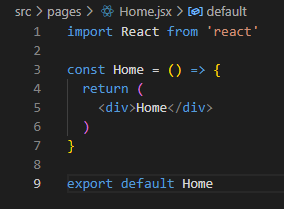 src > pages > Home.jsx > default
1 import React from 'react'
2
3 const Home = () => {
4   return (
5     <div>Home</div>
6   )
7 }
8
9 export default Home